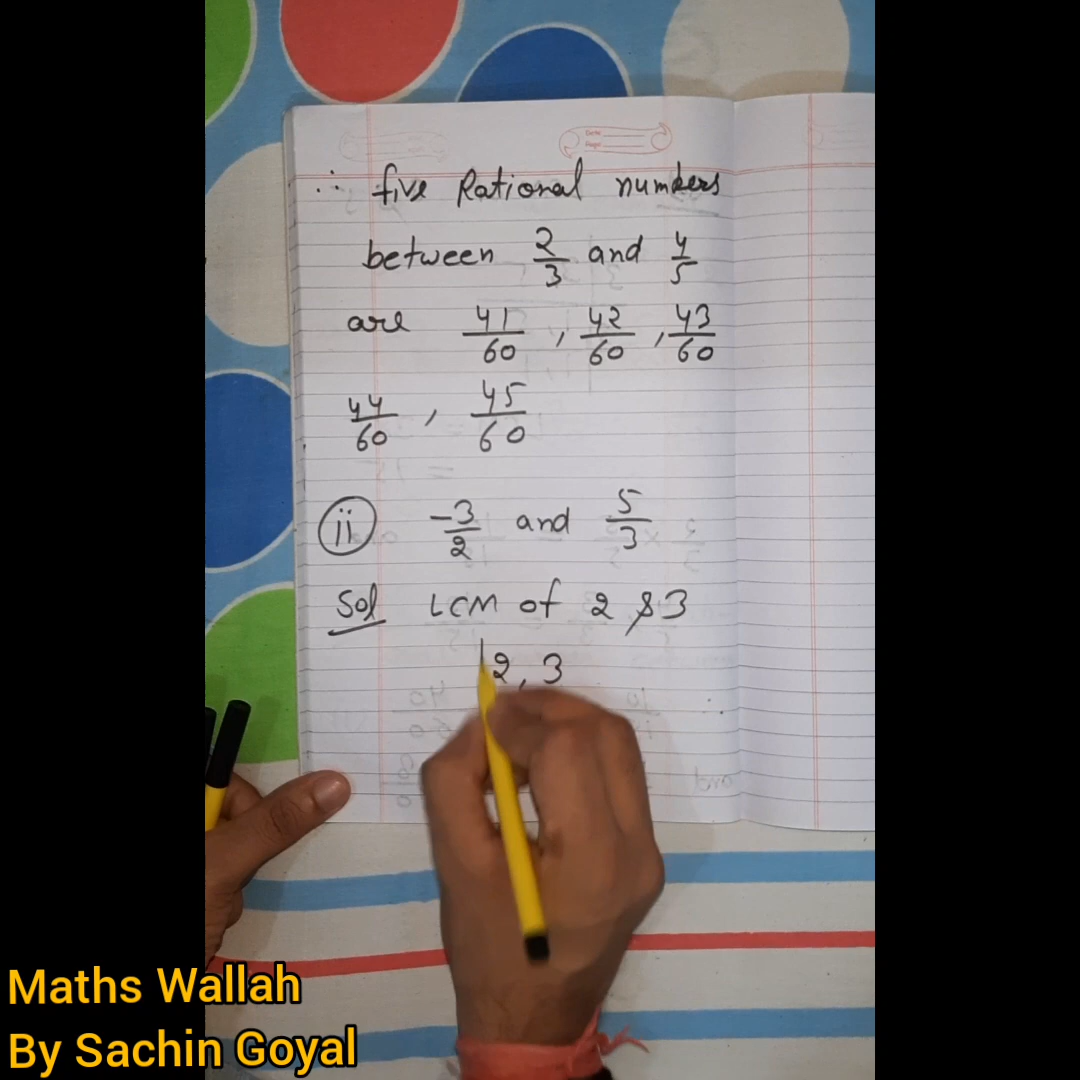 ∴ five Rational numbers
between 2/3 and 4/5
are 41/60 , 42/60 , 43/60
44/60 , 45/60
ii -3/2 and 5/3
Sol LCM of 2 & 3
2, 3
Maths Wallah
By Sachin Goyal